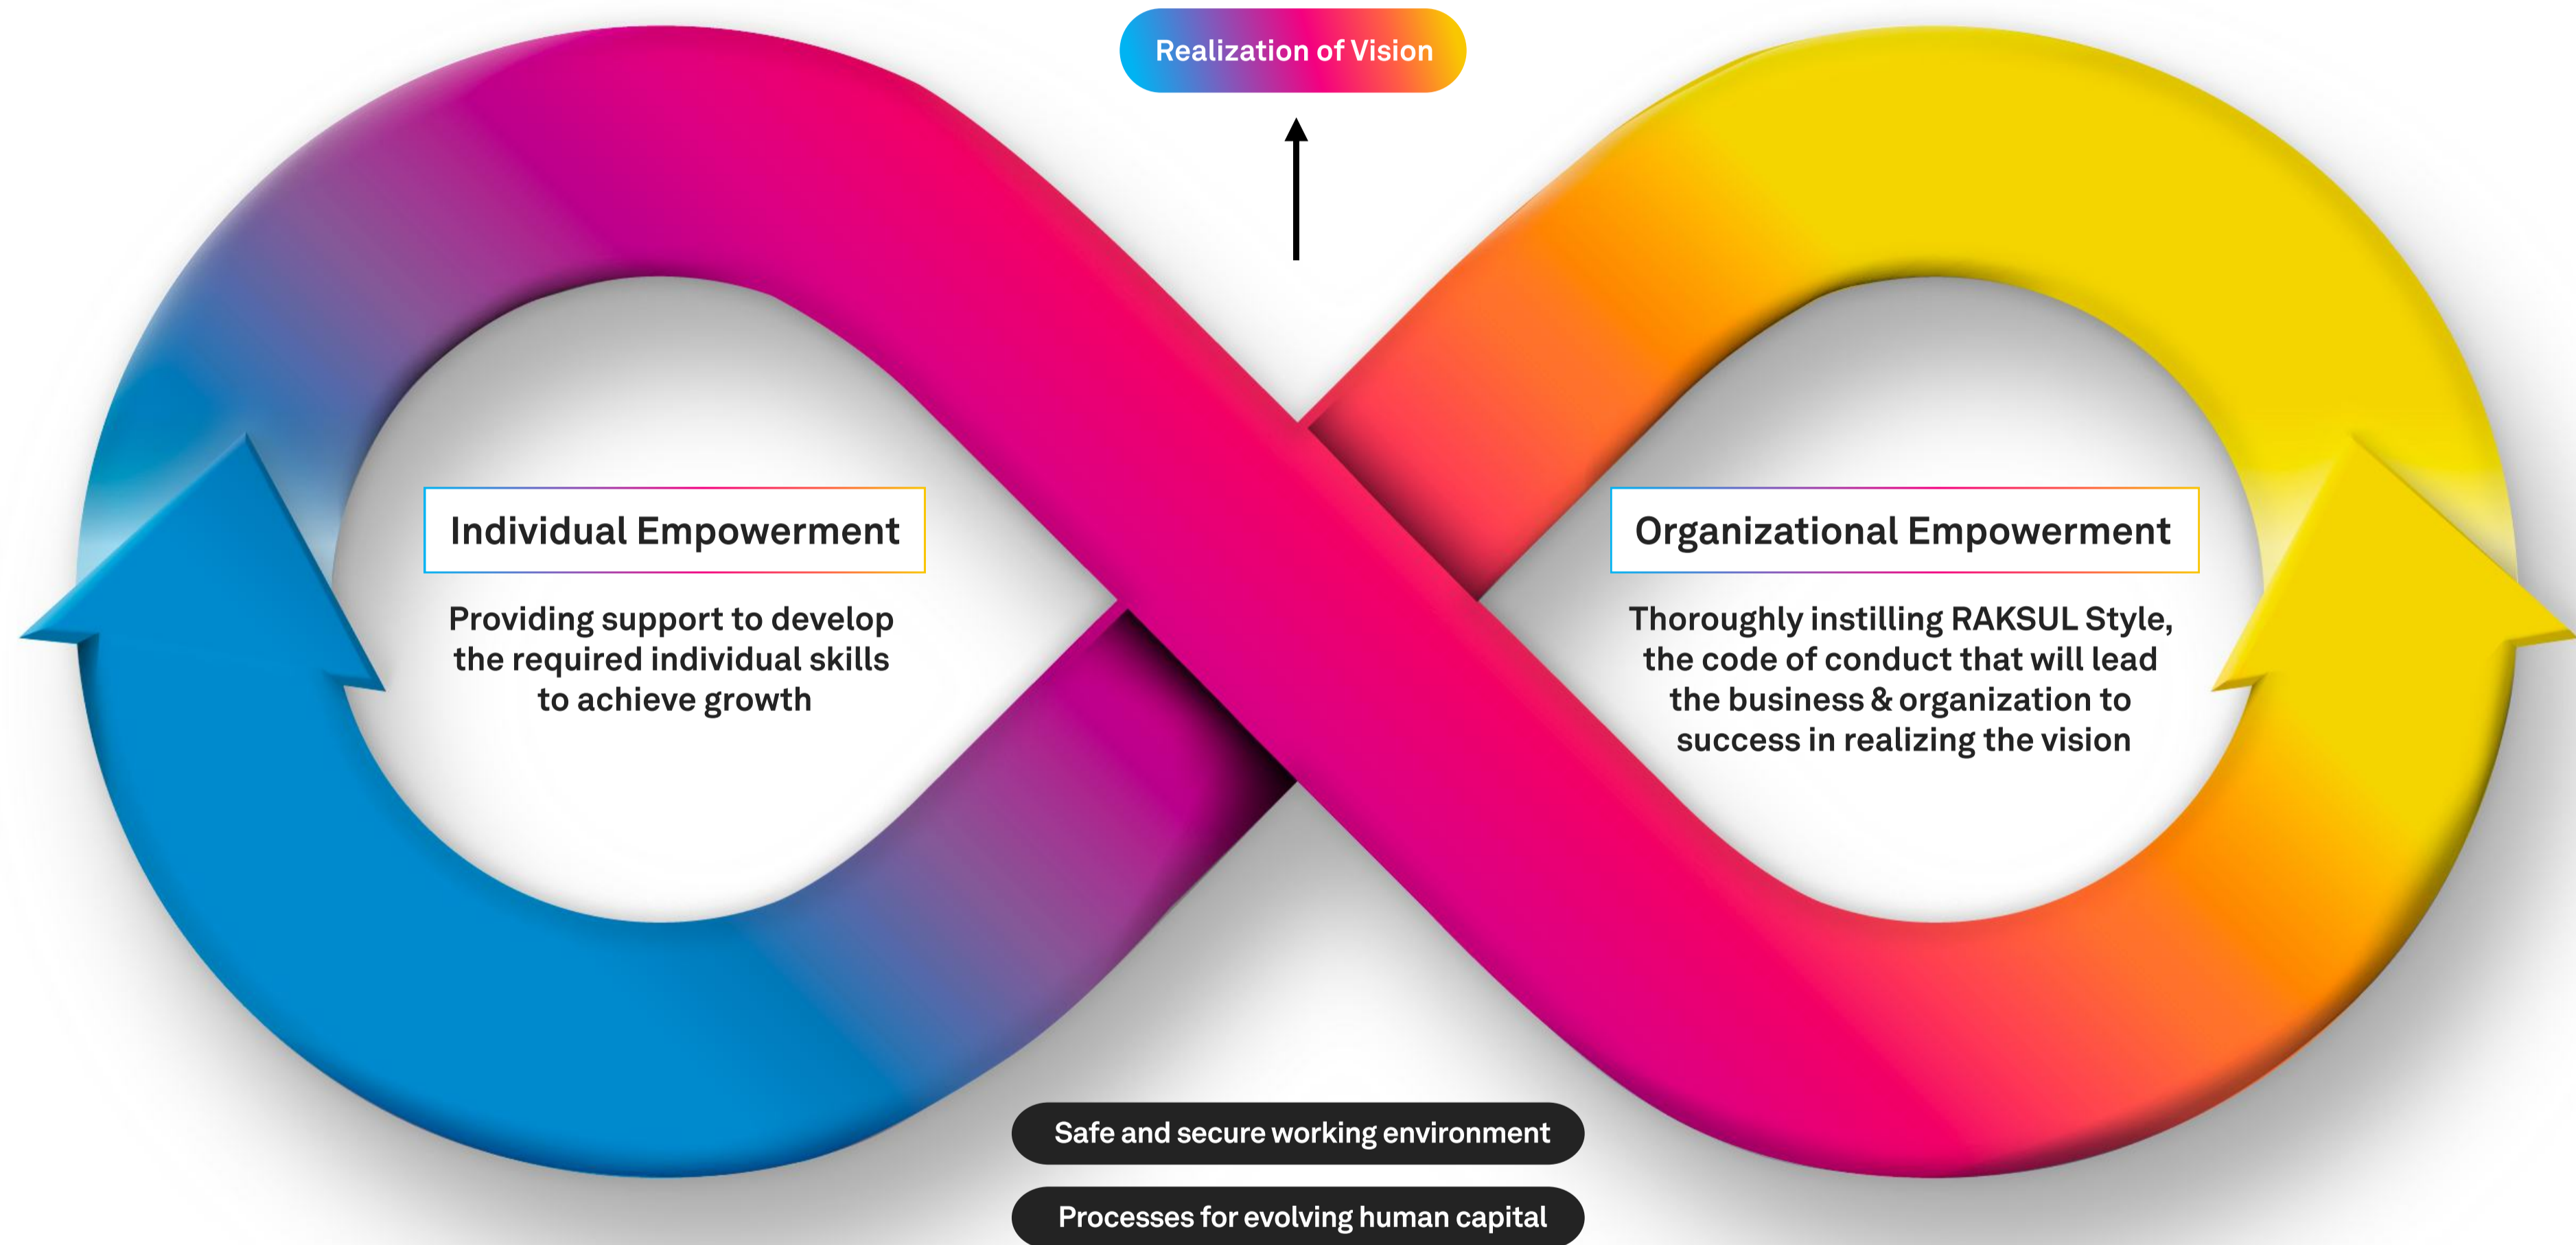 Realization of Vision
Individual Empowerment
Providing support to develop
the required individual skills
to achieve growth
Organizational Empowerment
Thoroughly instilling RAKSUL Style,
the code of conduct that will lead
the business & organization to
success in realizing the vision
Safe and secure working environment
Processes for evolving human capital